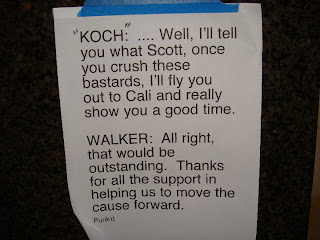 "KOCH:" .... Well, I'll tell
you what Scott, once
you crush these
bastards, I'll fly you
out to Cali and really
show you a good time.
WALKER: All right,
that would be
outstanding. Thanks
for all the support in
helping us to move the
cause forward.
Punk'd